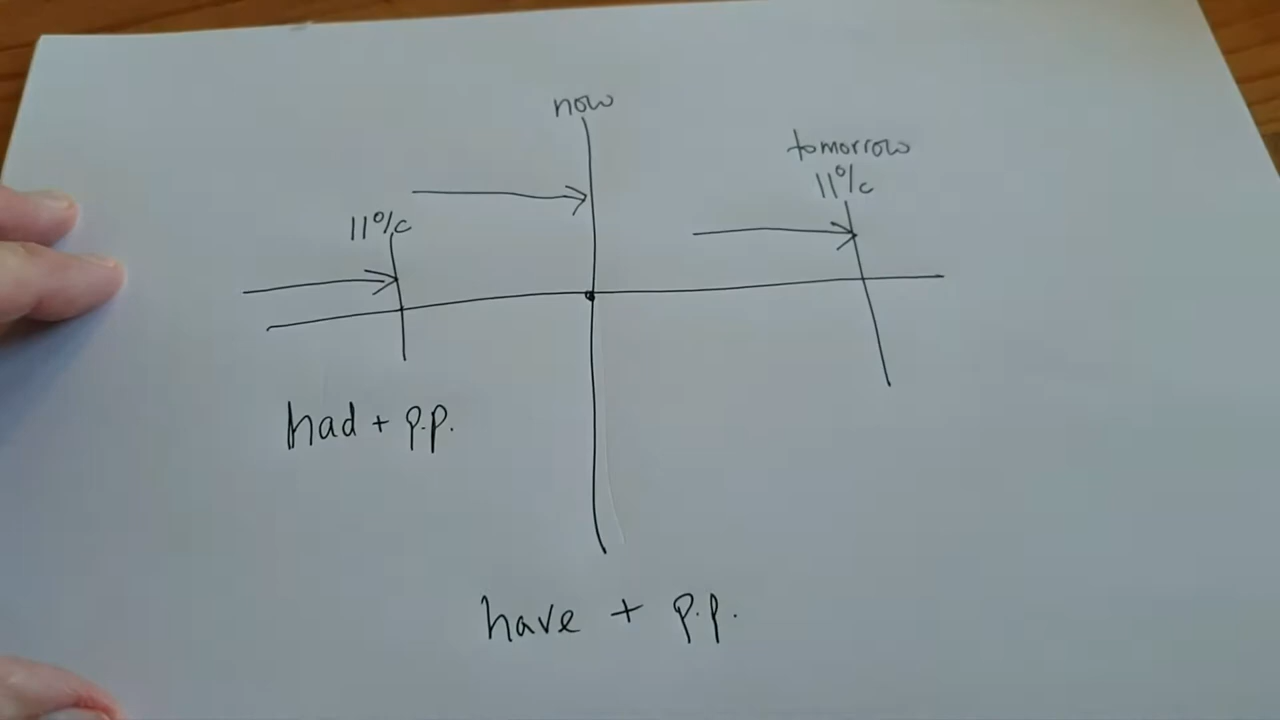 now
tomorrow
11º/c
11º/c
had + p.p.
have + p.p.